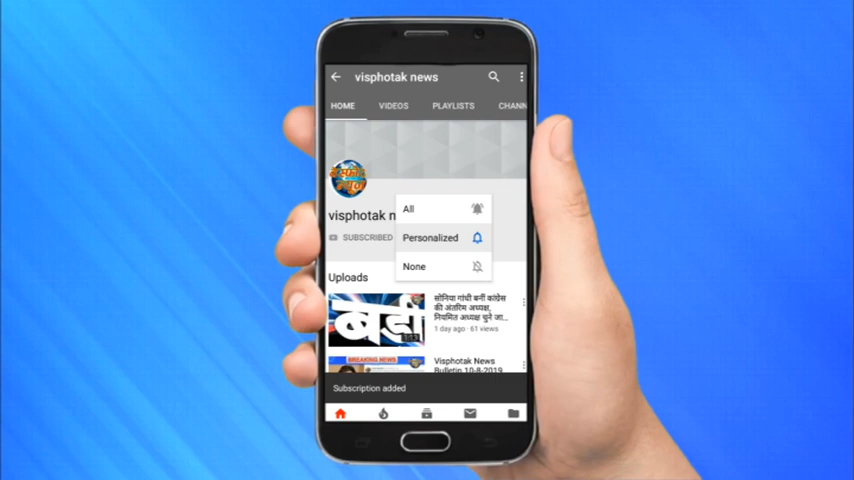 visphotak news
HOME VIDEOS PLAYLISTS CHANN
All
visphotak n
SUBSCRIBED
Personalized
None
Uploads
सोनिया गांधी बनीं कांग्रेस
की अंतरिम अध्यक्ष,
नियमित अध्यक्ष चुने जा...
1 day ago · 61 views
बड़ी
BREAKING NEWS
Visphotak News
Bulletin 10-8-2019
Subscription added